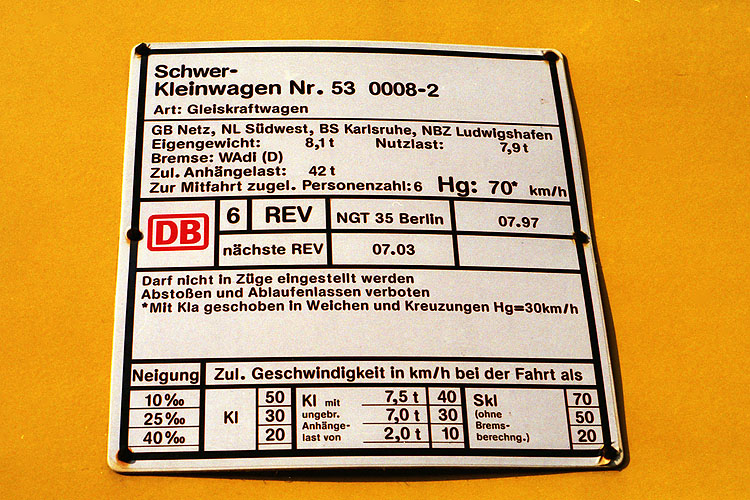 Schwer-
Kleinwagen Nr. 53 0008-2
Art: Gleiskraftwagen
GB Netz, NL Südwest, BS Karlsruhe, NBZ Ludwigshafen
Eigengewicht: 8,1 t Nutzlast: 7,9 t
Bremse: WAdi (D)
Zul. Anhängelast: 42 t
Zur Mitfahrt zugel. Personenzahl: 6 Hg: 70* km/h
DB 6 REV NGT 35 Berlin 07.97
nächste REV 07.03
Darf nicht in Züge eingestellt werden
Abstoßen und Ablaufenlassen verboten
*Mit Kla geschoben in Weichen und Kreuzungen Hg=30km/h
Neigung Zul. Geschwindigkeit in km/h bei der Fahrt als
10 ‰ Kl 50 Kl mit 7,5 t 40 Skl 70
25 ‰ 30 ungebr. 7,0 t 30 (ohne 50
Anhänge- Brems-
40 ‰ 20 last von 2,0 t 10 berechng.) 20